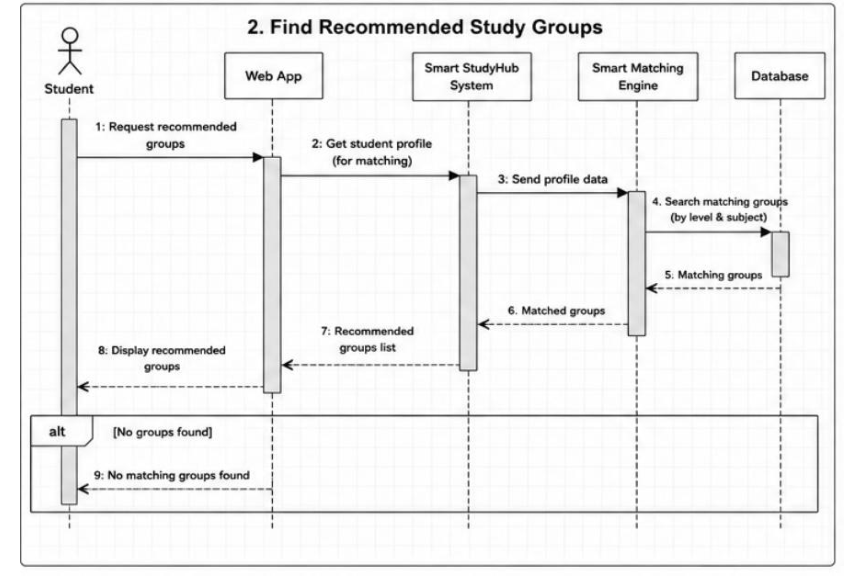 2. Find Recommended Study Groups
Student
Web App
Smart StudyHub
System
Smart Matching
Engine
Database
1: Request recommended
groups
2: Get student profile
(for matching)
3: Send profile data
4. Search matching groups
(by level & subject)
5. Matching groups
6. Matched groups
7: Recommended
groups list
8: Display recommended
groups
alt
[No groups found]
9: No matching groups found